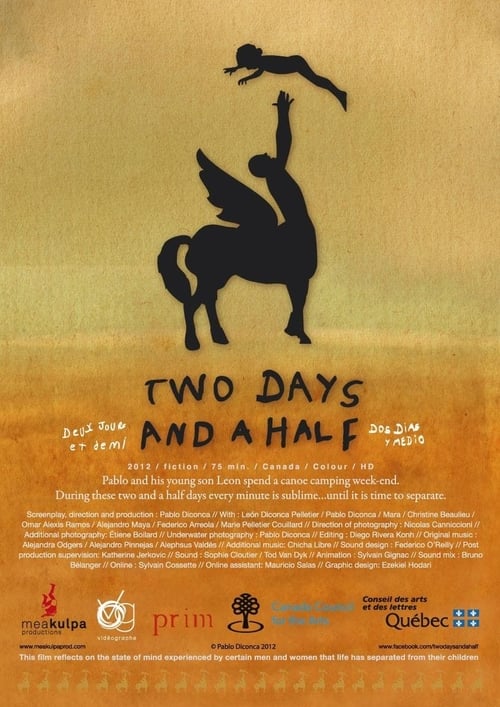 TWO DAYS
AND A HALF
Deux Jours
et demi
DOS DÍAS
Y MEDIO
2012 / fiction / 75 min. / Canada / Colour / HD
Pablo and his young son Leon spend a canoe camping week-end.
During these two and a half days every minute is sublime...until it is time to separate.
Screenplay, direction and production : Pablo Diconca // With : León Diconca Pelletier / Pablo Diconca / Mara / Christine Beaulieu /
Omar Alexis Ramos / Alejandro Maya / Federico Arreola / Marie Pelletier Couillard // Direction of photography : Nicolas Canniccioni //
Additional photography: Étienne Boilard // Underwater photography : Pablo Diconca // Editing : Diego Rivera Konh // Original music :
Alejandra Odgers / Alejandro Pinnejas / Alephsus Valdès // Additional music: Chicha Libre // Sound design : Federico O'Reilly // Post
production supervision: Katherine Jerkovic // Sound : Sophie Cloutier / Tod Van Dyk // Animation : Sylvain Gignac // Sound mix : Bruno
Bélanger // Online : Sylvain Cossette // Online assistant: Mauricio Salas // Graphic design: Ezekiel Hodari
meakulpa
productions
vidéographe
prim
Canada Council
for the Arts
Conseil des arts
et des lettres
Québec
www.meakulpaprod.com
© Pablo Diconca 2012
www.facebook.com/twodaysandahalf
This film reflects on the state of mind experienced by certain men and women that life has separated from their children